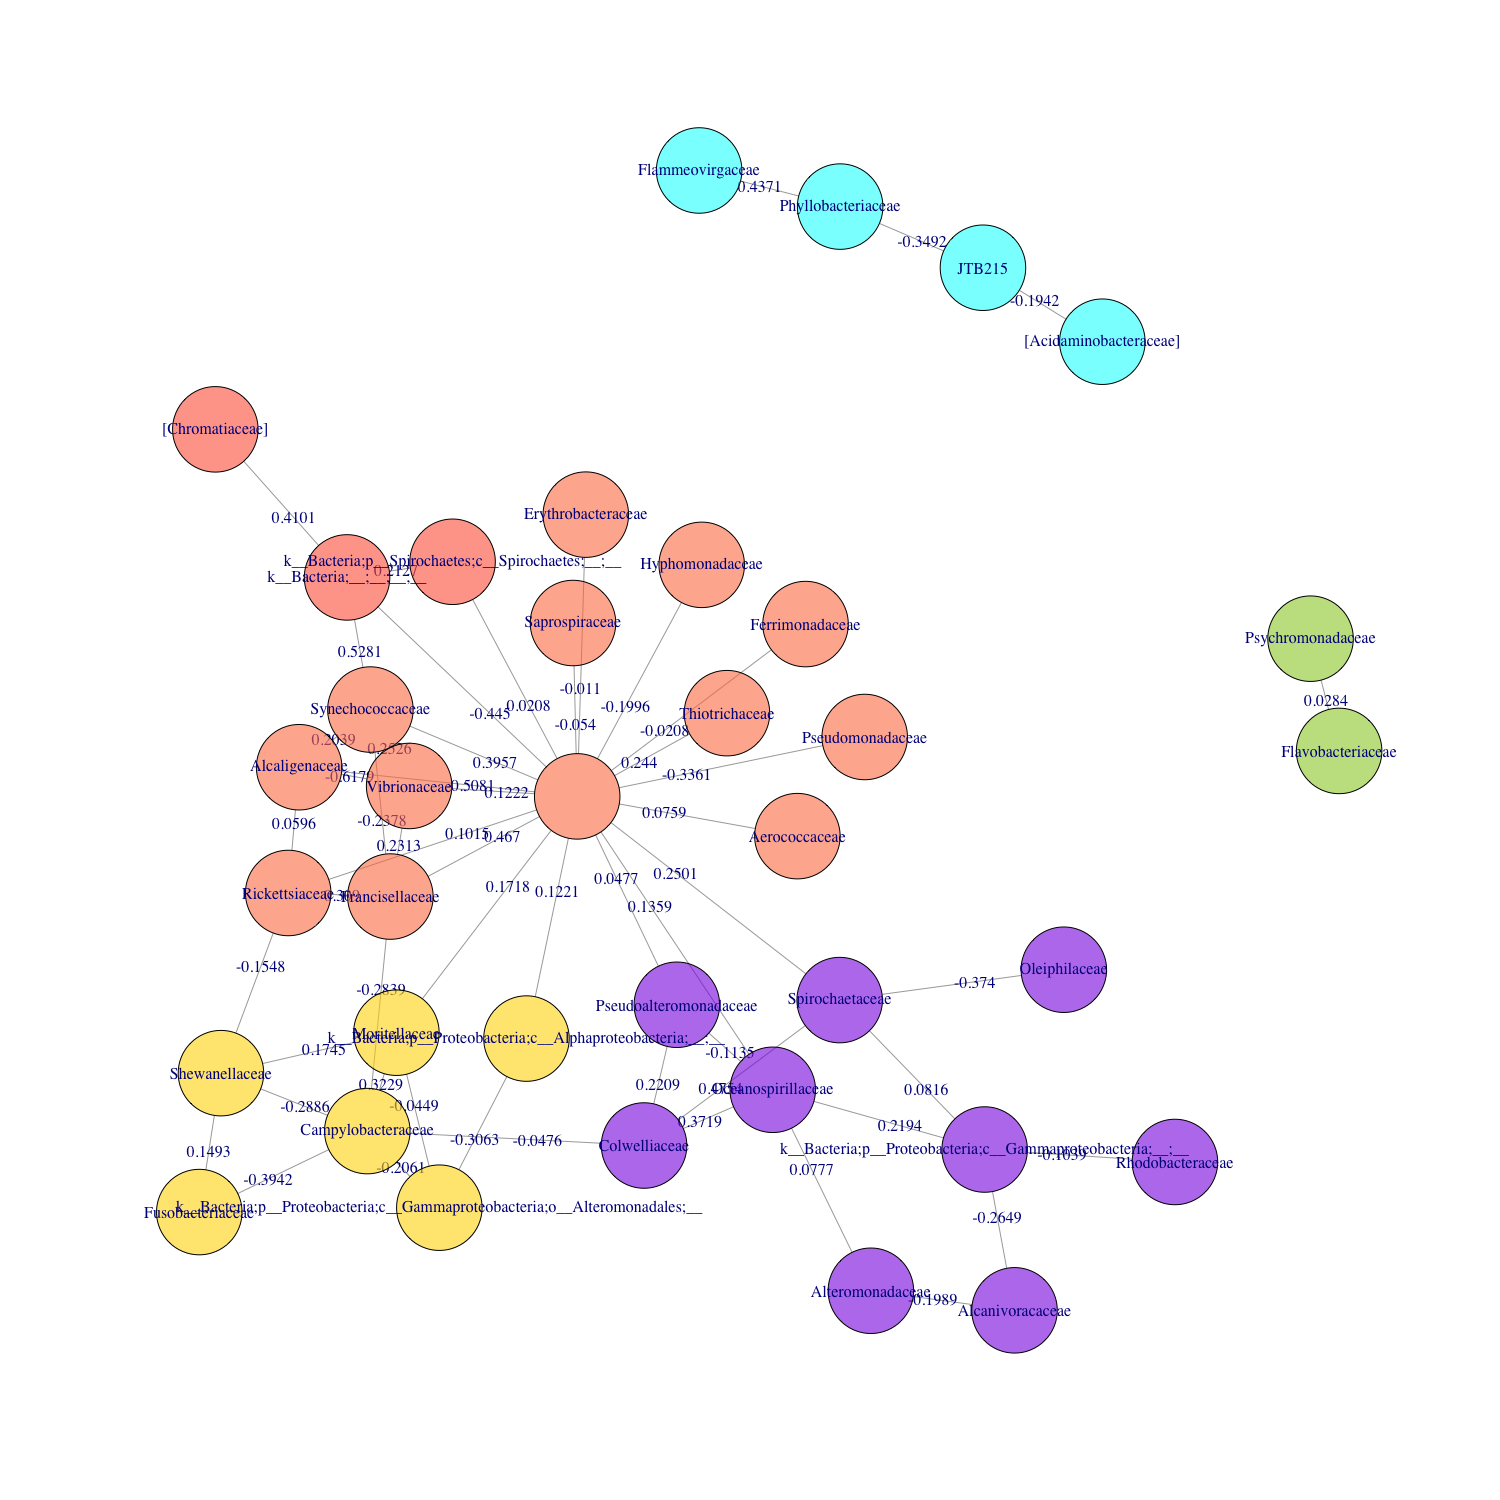 Flammeovirgaceae
0.4371
Phyllobacteriaceae
-0.3492
JTB215
-0.1942
[Acidaminobacteraceae]
[Chromatiaceae]
0.4101
Erythrobacteraceae
k__Bacteria;p__Spirochaetes;c__Spirochaetes;__;__
Hyphomonadaceae
k__Bacteria;__;__;__;__
Saprospiraceae
Ferrimonadaceae
Psychromonadaceae
0.5281
-0.011
0.0284
Synechococcaceae
-0.445
0.0208
-0.1996
Thiotrichaceae
-0.054
-0.0208
Pseudomonadaceae
0.2039
0.2526
Flavobacteriaceae
Alcaligenaceae
0.3957
0.244
-0.6179
-0.3361
Vibrionaceae
0.5081
0.1222
0.0759
0.0596
-0.2378
0.1015
0.467
Aerococcaceae
0.2313
0.0477
0.2501
Rickettsiaceae
Francisellaceae
0.1718
0.1221
0.1359
-0.1548
Oleiphilaceae
-0.374
-0.2839
Pseudoalteromonadaceae
Spirochaetaceae
Moritellaceae
k__Bacteria;p__Proteobacteria;c__Alphaproteobacteria;__;__
0.1745
-0.1135
Shewanellaceae
0.3229
0.2209
Oceanospirillaceae
0.0816
-0.2886
-0.0449
0.3719
0.2194
Campylobacteraceae
-0.3063
-0.0476
Colwelliaceae
0.1493
k__Bacteria;p__Proteobacteria;c__Gammaproteobacteria;__;__
-0.1039
Rhodobacteraceae
-0.2061
0.0777
-0.3942
Fusobacteriaceae
k__Bacteria;p__Proteobacteria;c__Gammaproteobacteria;o__Alteromonadales;__
-0.2649
Alteromonadaceae
-0.1989
Alcanivoracaceae